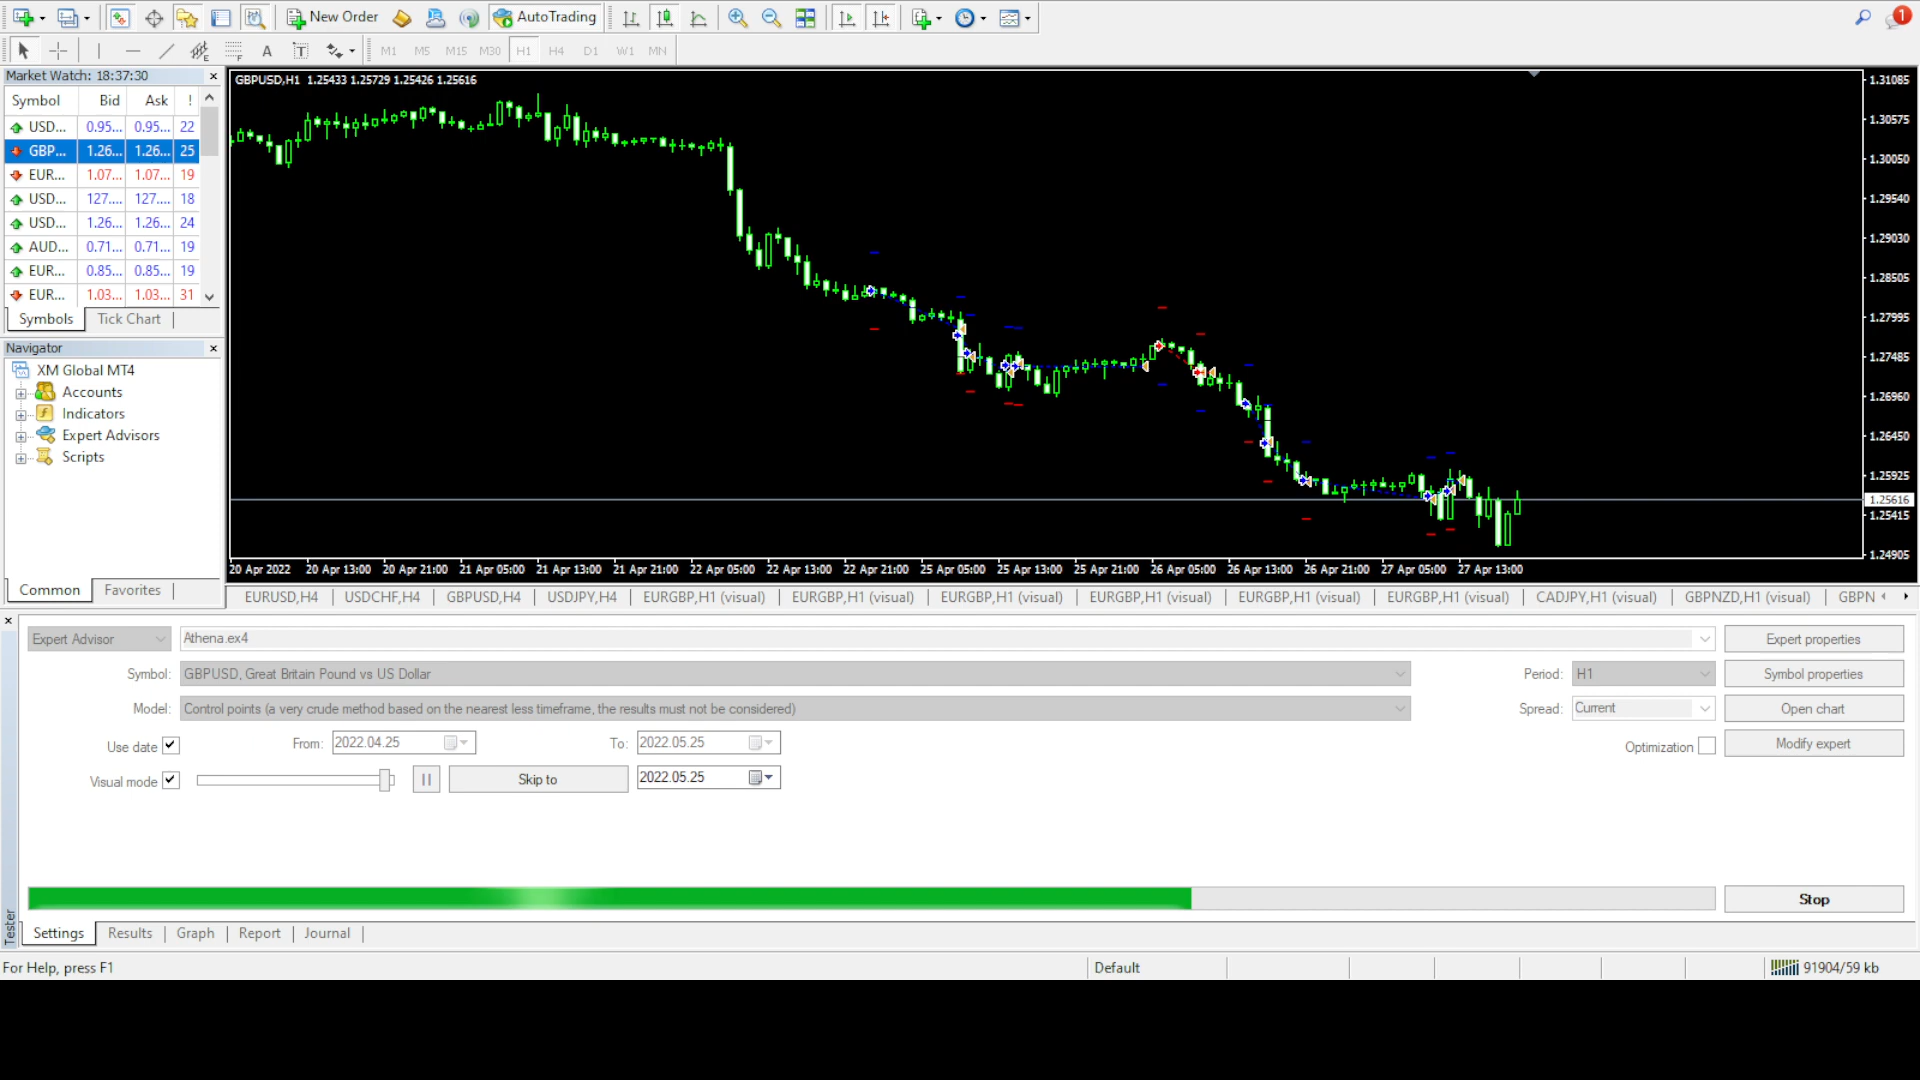 New Order
AutoTrading
1
A
T
M1 M5 M15 M30 H1 H4 D1 W1 MN
Market Watch: 18:37:30
Symbol Bid Ask !
USD... 0.95... 0.95... 22
GBP... 1.26... 1.26... 25
EUR... 1.07... 1.07... 19
USD... 127.... 127.... 18
USD... 1.26... 1.26... 24
AUD... 0.71... 0.71... 19
EUR... 0.85... 0.85... 19
EUR... 1.03... 1.03... 31
Symbols Tick Chart
Navigator
XM Global MT4
Accounts
Indicators
Expert Advisors
Scripts
Common Favorites
GBPUSD,H1 1.25433 1.25729 1.25426 1.25616
1.31085
1.30575
1.30050
1.29540
1.29030
1.28505
1.27995
1.27485
1.26960
1.26450
1.25925
1.25616
1.25415
1.24905
20 Apr 2022 20 Apr 13:00 20 Apr 21:00 21 Apr 05:00 21 Apr 13:00 21 Apr 21:00 22 Apr 05:00 22 Apr 13:00 22 Apr 21:00 25 Apr 05:00 25 Apr 13:00 25 Apr 21:00 26 Apr 05:00 26 Apr 13:00 26 Apr 21:00 27 Apr 05:00 27 Apr 13:00
EURUSD,H4 USDCHF,H4 GBPUSD,H4 USDJPY,H4 EURGBP,H1 (visual) EURGBP,H1 (visual) EURGBP,H1 (visual) EURGBP,H1 (visual) EURGBP,H1 (visual) EURGBP,H1 (visual) CADJPY,H1 (visual) GBPNZD,H1 (visual) GBPN
Expert Advisor Athena.ex4 Expert properties
Symbol: GBPUSD, Great Britain Pound vs US Dollar Period: H1 Symbol properties
Model: Control points (a very crude method based on the nearest less timeframe, the results must not be considered) Spread: Current Open chart
Use date From: 2022.04.25 To: 2022.05.25 Optimization Modify expert
Visual mode Skip to 2022.05.25
Stop
Tester
Settings Results Graph Report Journal
For Help, press F1 Default 91904/59 kb